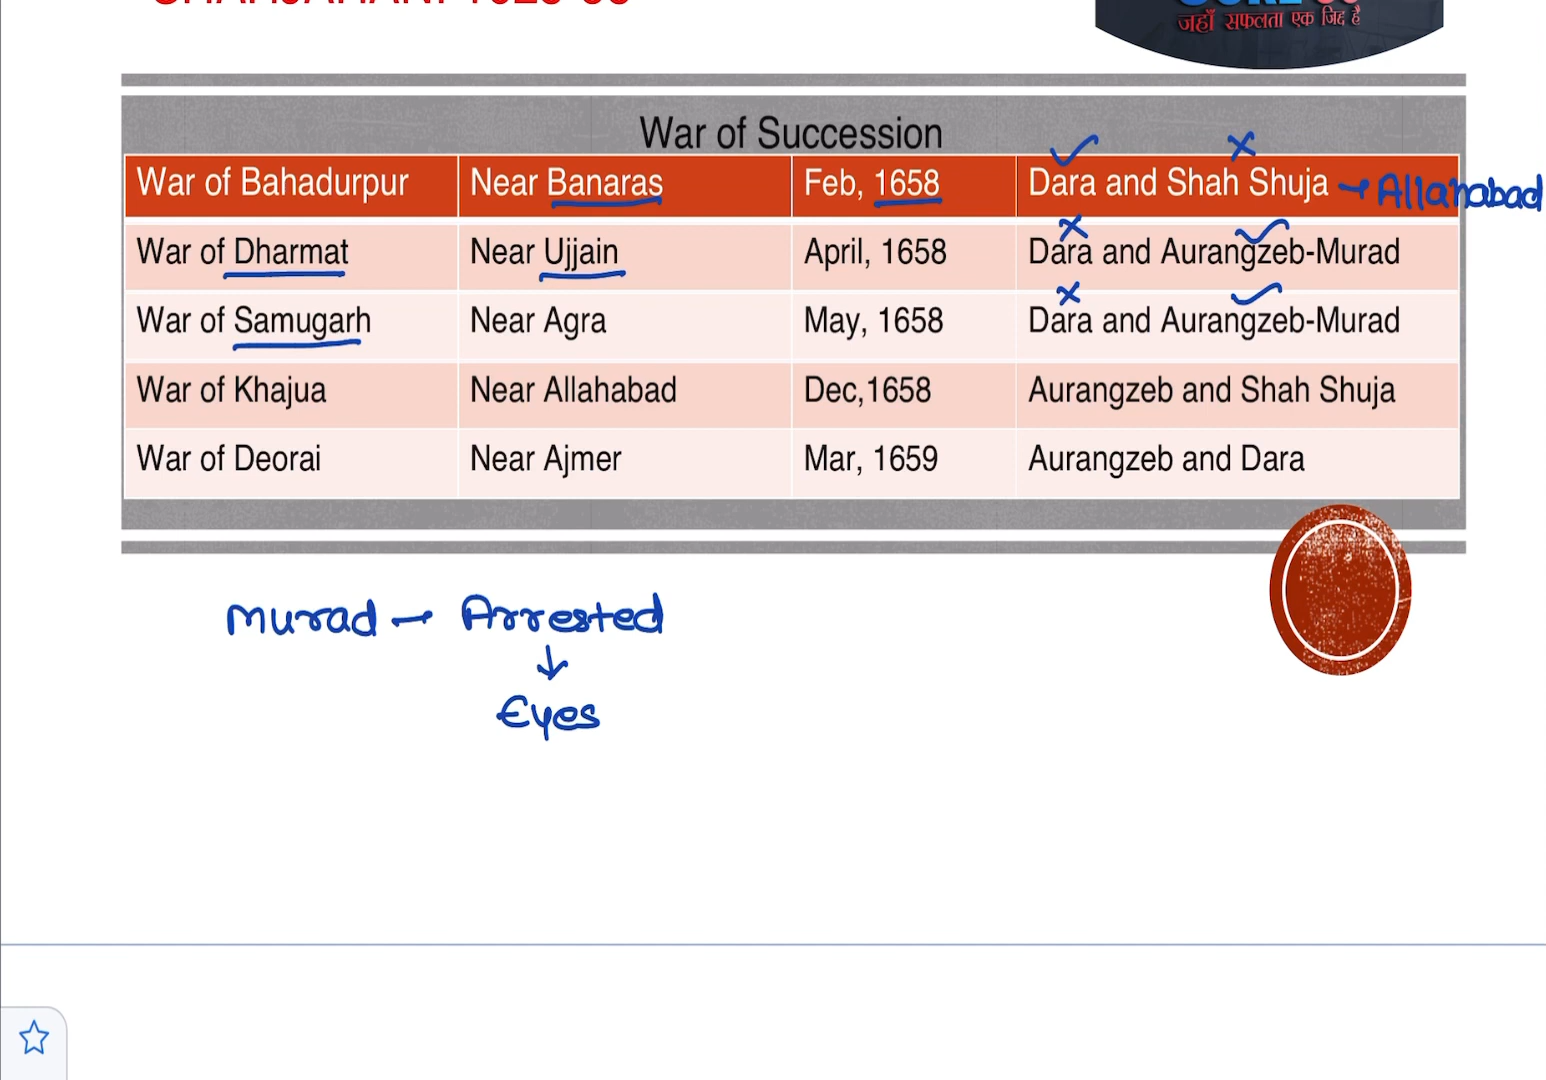 जहाँ सफलता एक जिद्द है
War of Succession
War of Bahadurpur Near Banaras Feb, 1658 Dara and Shah Shuja → Allahabad
War of Dharmat Near Ujjain April, 1658 Dara and Aurangzeb-Murad
War of Samugarh Near Agra May, 1658 Dara and Aurangzeb-Murad
War of Khajua Near Allahabad Dec,1658 Aurangzeb and Shah Shuja
War of Deorai Near Ajmer Mar, 1659 Aurangzeb and Dara
Murad → Arrested
↓
Eyes